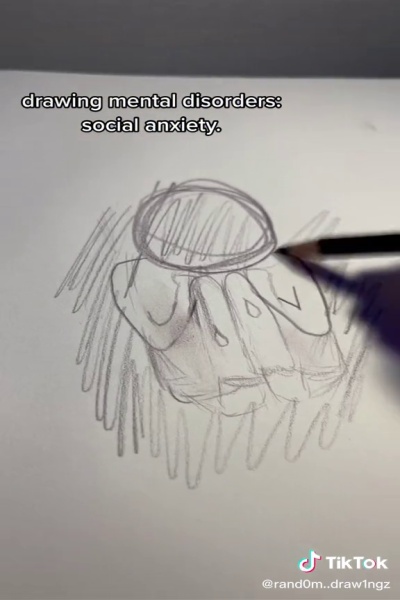 drawing mental disorders:
social anxiety.
TikTok
@rand0m..draw1ngz